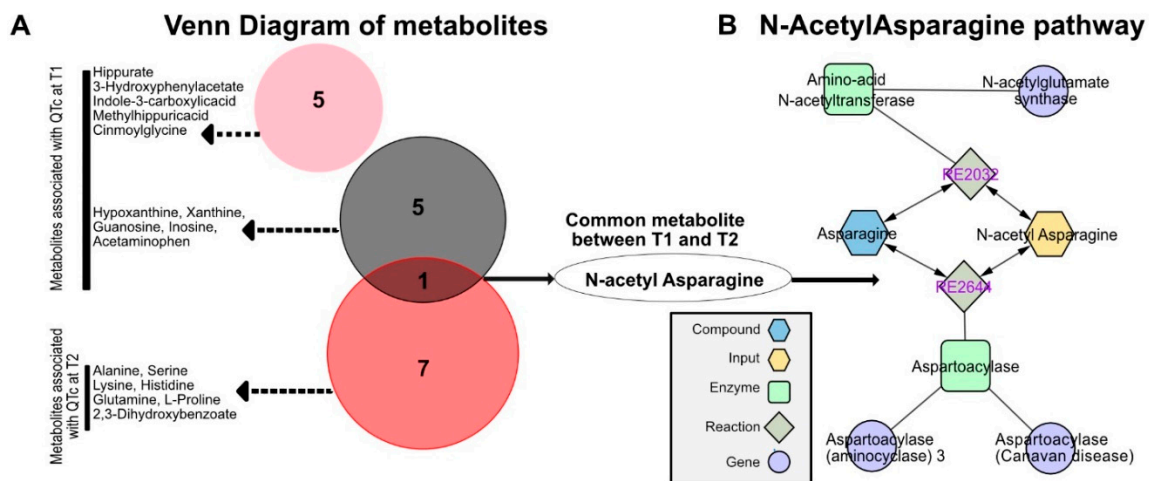 A
Venn Diagram of metabolites
Metabolites associated with QTc at T1
Hippurate
3-Hydroxyphenylacetate
Indole-3-carboxylicacid
Methylhippuricacid
Cinmoylglycine
5
Hypoxanthine, Xanthine,
Guanosine, Inosine,
Acetaminophen
5
1
Metabolites associated
with QTc at T2
Alanine, Serine
Lysine, Histidine
Glutamine, L-Proline
2,3-Dihydroxybenzoate
7
Common metabolite
between T1 and T2
N-acetyl Asparagine
Compound
Input
Enzyme
Reaction
Gene
B
N-AcetylAsparagine pathway
Amino-acid
N-acetyltransferase
N-acetylglutamate
synthase
RE2032
Asparagine
N-acetyl Asparagine
RE2644
Aspartoacylase
Aspartoacylase
(aminocyclase) 3
Aspartoacylase
(Canavan disease)